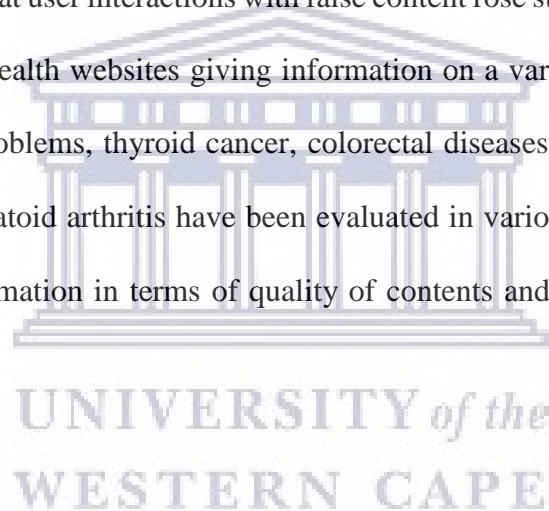 at user interactions with false content rose
ealth websites giving information on a var
oblems, thyroid cancer, colorectal diseases
atoid arthritis have been evaluated in vario
mation in terms of quality of contents and
UNIVERSITY of the
WESTERN CAPE